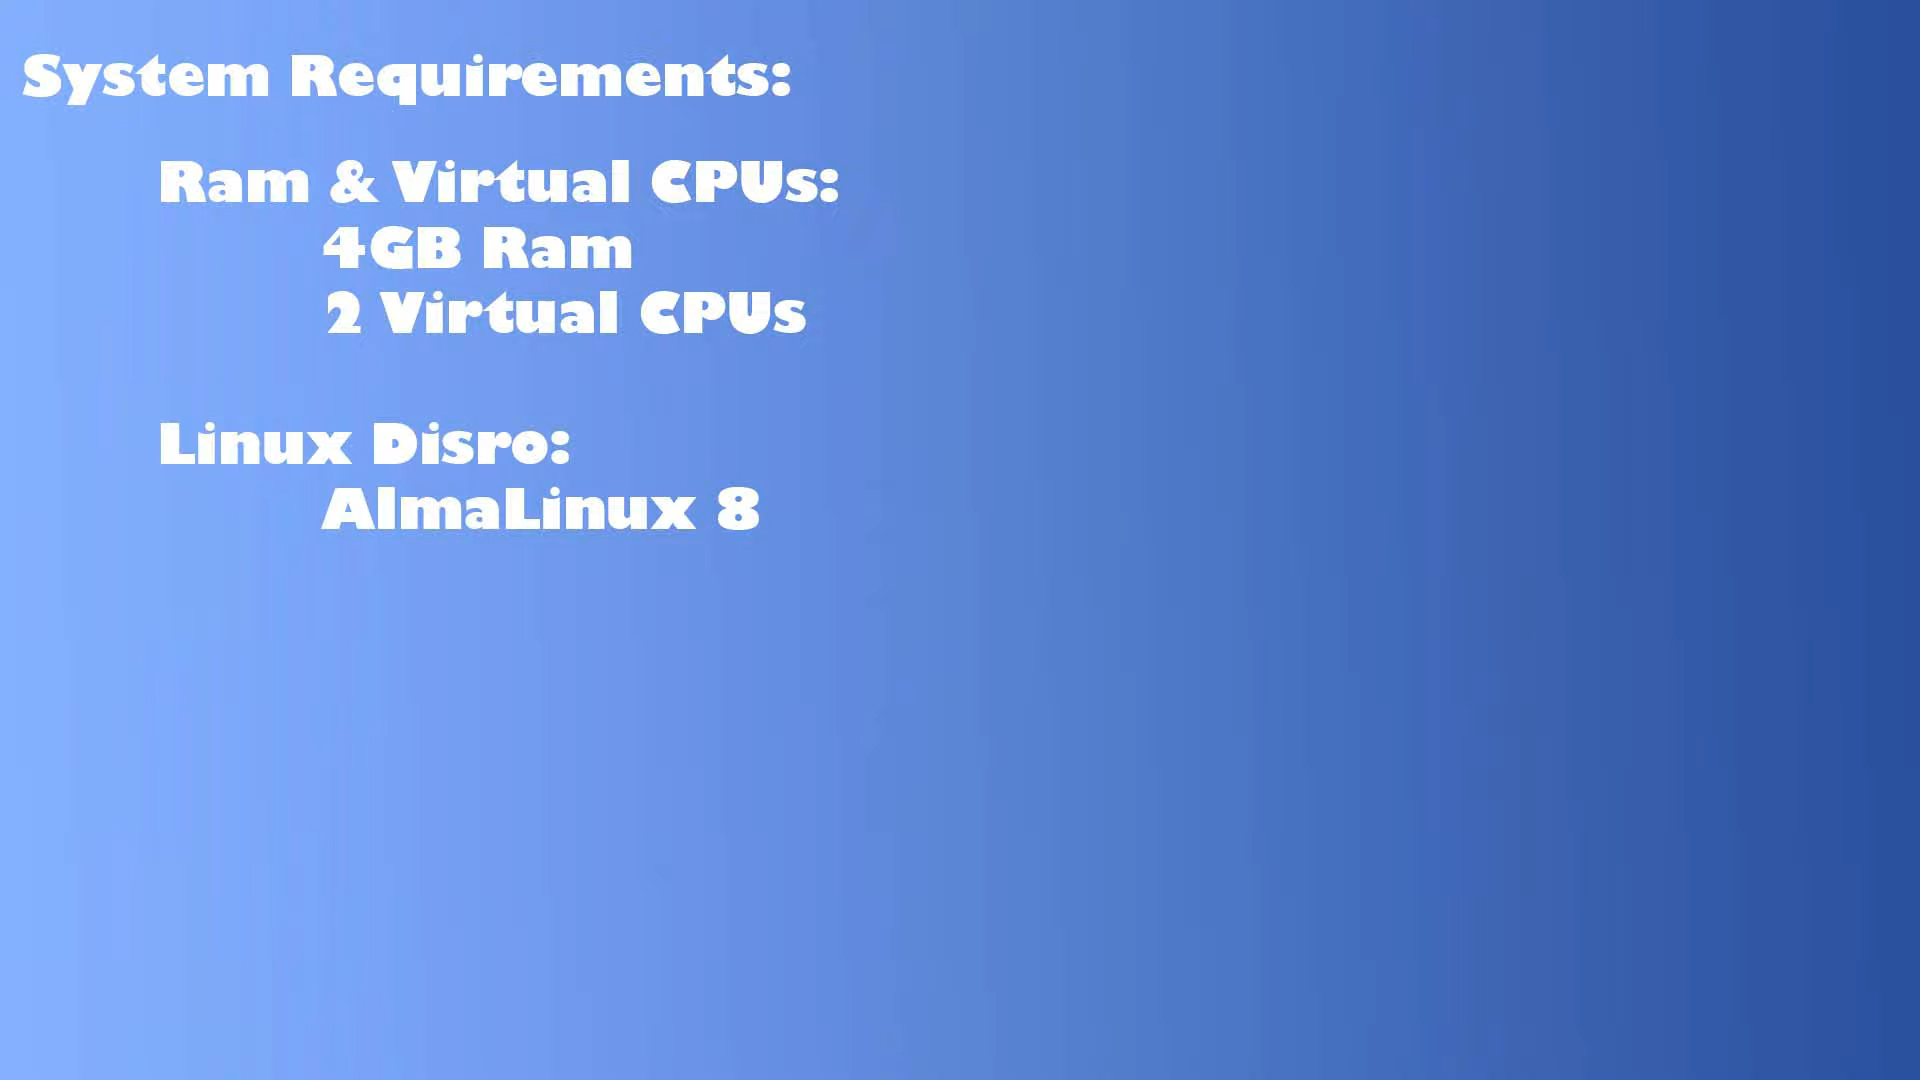 System Requirements:
Ram & Virtual CPUs:
4GB Ram
2 Virtual CPUs
Linux Disro:
AlmaLinux 8